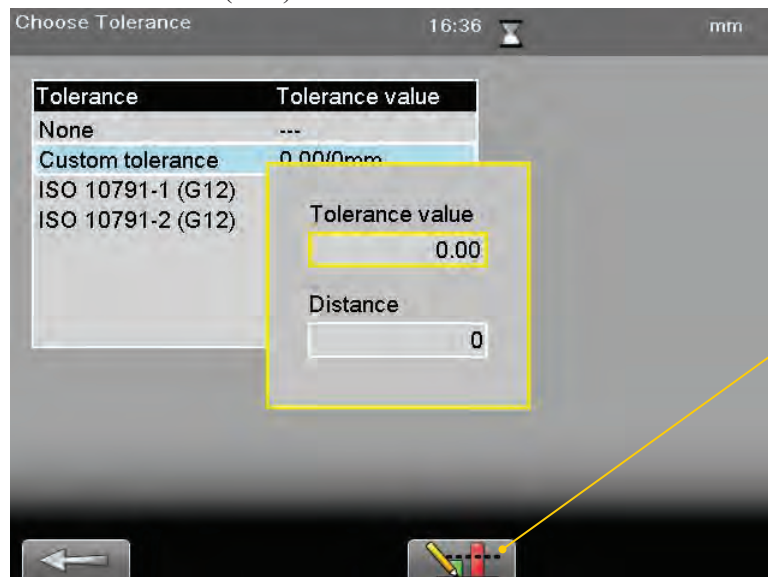 Choose Tolerance 16:36 mm
Tolerance Tolerance value
None ---
Custom tolerance 0.00/0mm
ISO 10791-1 (G12)
ISO 10791-2 (G12)
Tolerance value
0.00
Distance
0